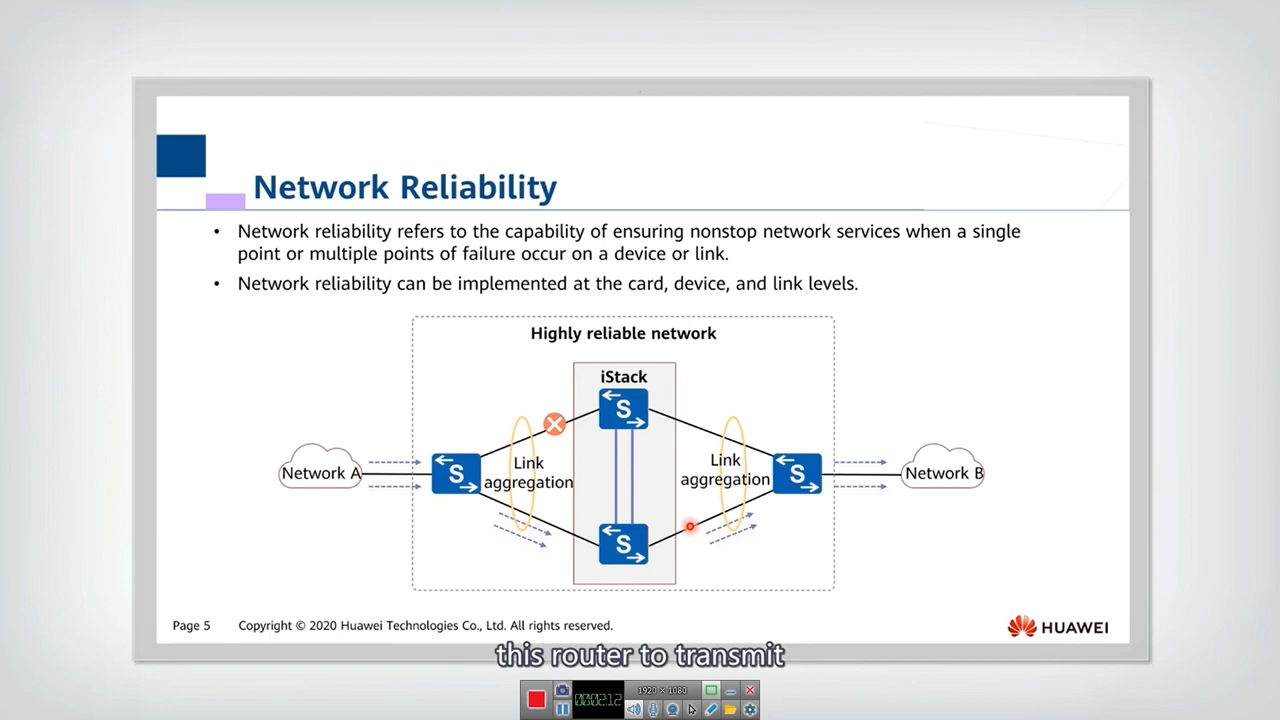 Network Reliability
• Network reliability refers to the capability of ensuring nonstop network services when a single
point or multiple points of failure occur on a device or link.
• Network reliability can be implemented at the card, device, and link levels.
Highly reliable network
iStack
S
Link
aggregation
Link
aggregation
Network A
S
S
Network B
S
Page 5
Copyright © 2020 Huawei Technologies Co., Ltd. All rights reserved.
HUAWEI
this router to transmit
00:02:12
1920 × 1080